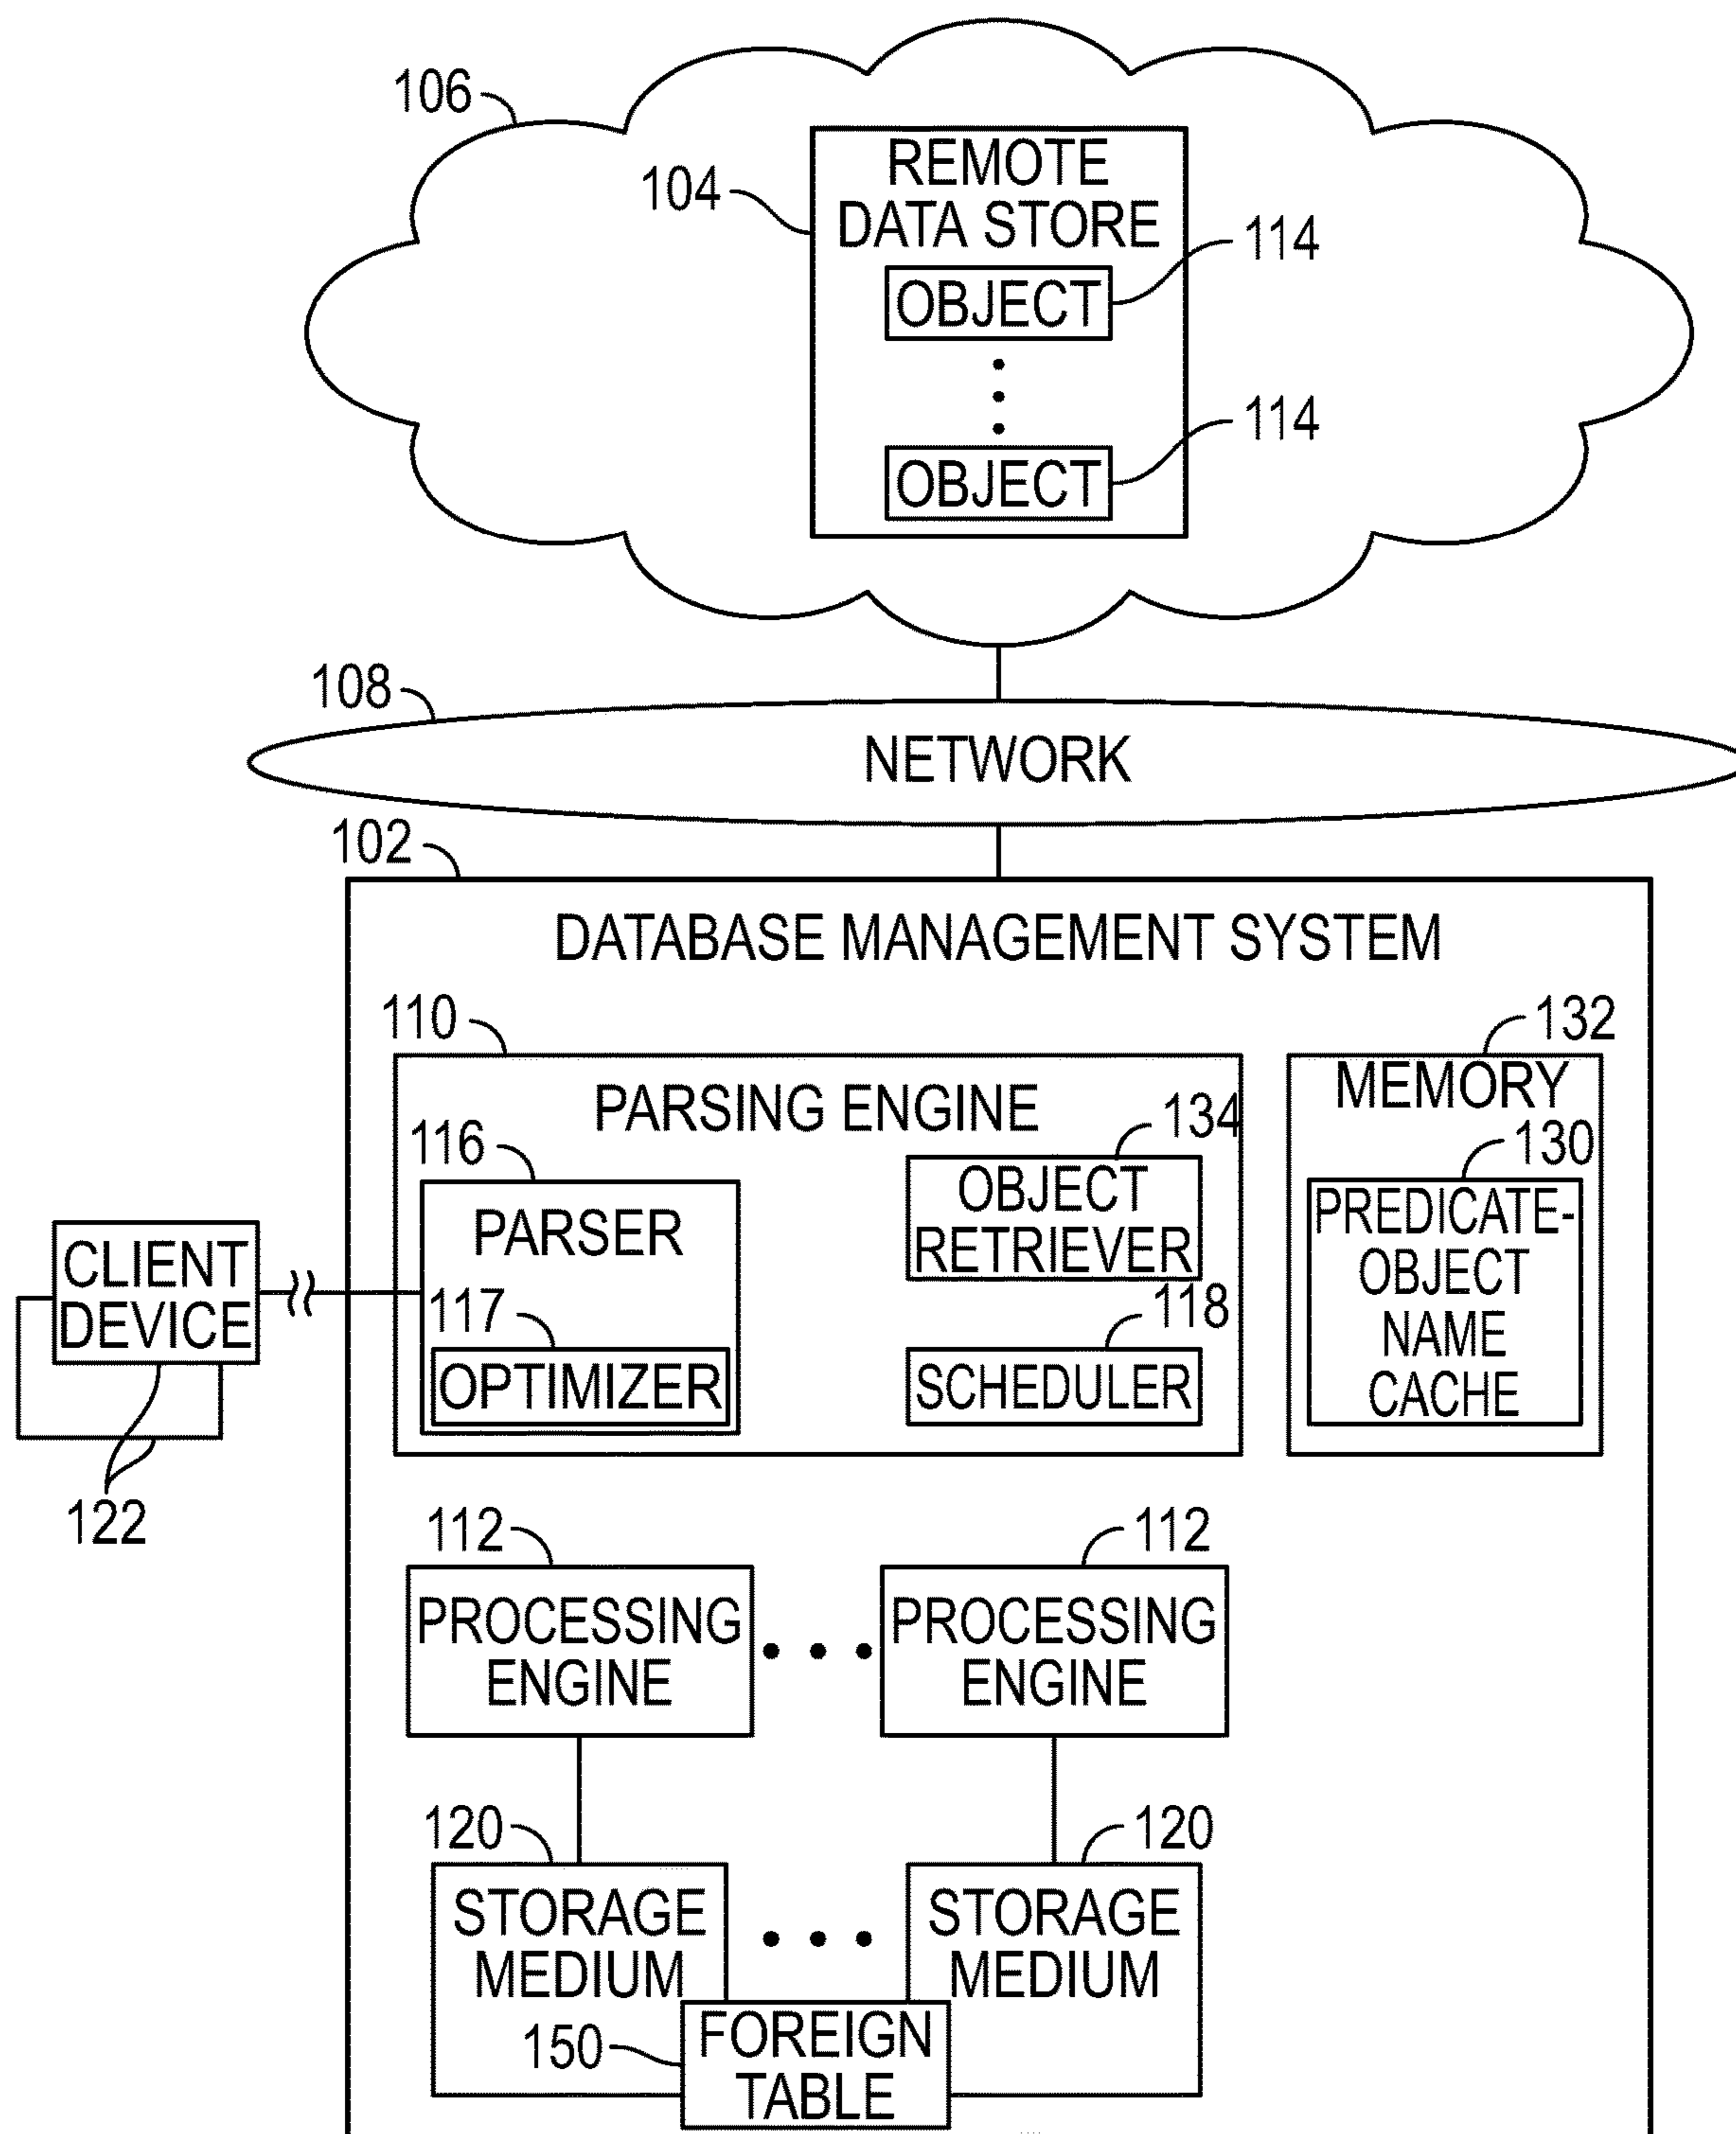 106
REMOTE
DATA STORE
104
114
OBJECT
114
OBJECT
108
NETWORK
102
DATABASE MANAGEMENT SYSTEM
110
132
PARSING ENGINE
MEMORY
116
134
130
PARSER
OBJECT
RETRIEVER
PREDICATE-
OBJECT
NAME
CACHE
CLIENT
DEVICE
117
118
OPTIMIZER
SCHEDULER
122
112
112
PROCESSING
ENGINE
PROCESSING
ENGINE
120
120
STORAGE
MEDIUM
STORAGE
MEDIUM
150
FOREIGN
TABLE